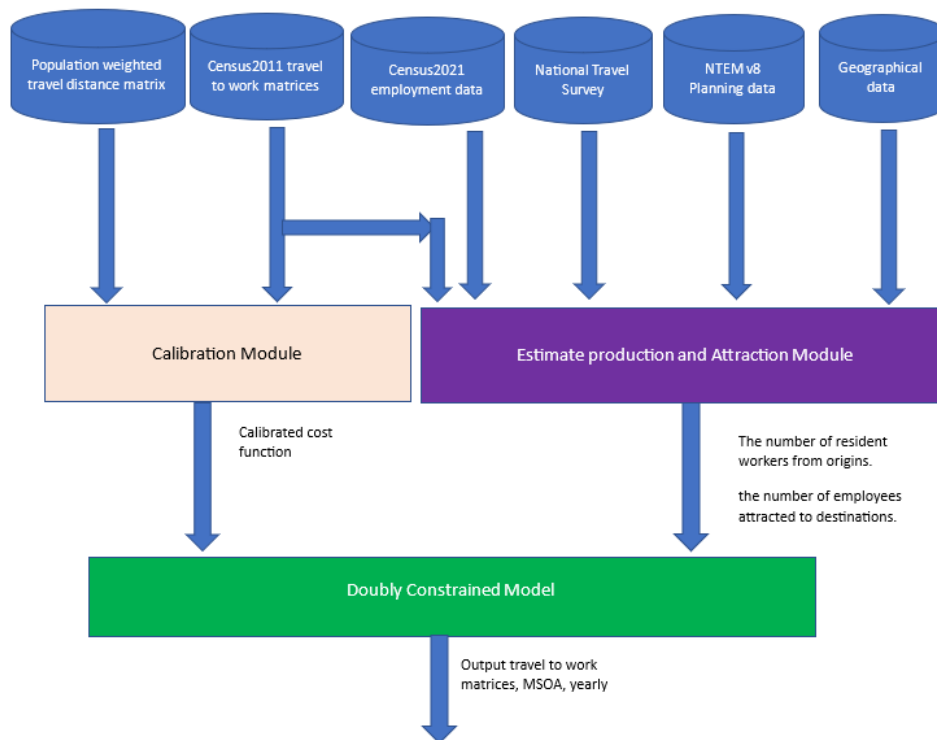 Population weighted
travel distance matrix
Census2011 travel
to work matrices
Census2021
employment data
National Travel
Survey
NTEM v8
Planning data
Geographical
data
Calibration Module
Estimate production and Attraction Module
Calibrated cost
function
The number of resident
workers from origins.
the number of employees
attracted to destinations.
Doubly Constrained Model
Output travel to work
matrices, MSOA, yearly